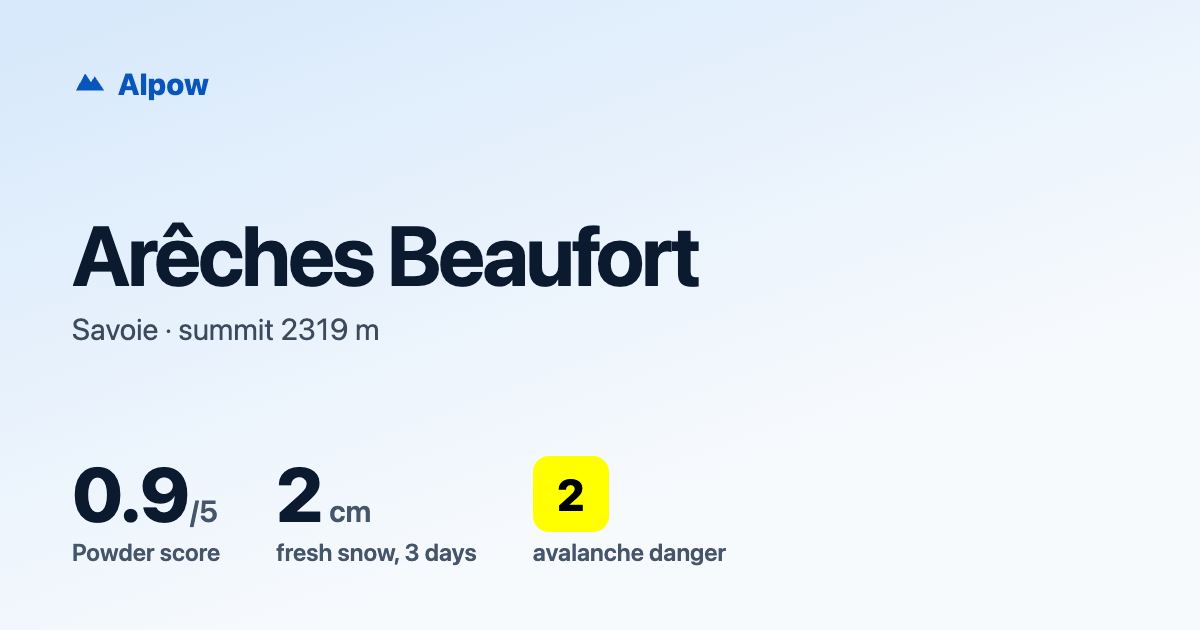 Alpow
Arêches Beaufort
Savoie · summit 2319 m
0.9/5
Powder score
2 cm
fresh snow, 3 days
2
avalanche danger